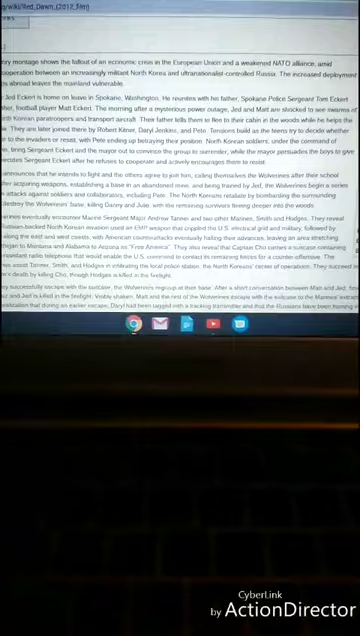 g/wiki/Red_Dawn_(2012_film)
montage shows the fallout of an economic crisis in the European Union and a weakened NATO alliance, amid
cooperation between an increasingly militant North Korea and ultranationalist-controlled Russia. The increased deployment
abroad leaves the mainland vulnerable.
Jed Eckert is home on leave in Spokane, Washington. He reunites with his father, Spokane Police Sergeant Tom Eckert
football player Matt Eckert. The morning after a mysterious power outage, Jed and Matt are shocked to see swarms of
North Korean paratroopers and transport aircraft. Their father tells them to flee to their cabin in the woods while he helps the
They are later joined there by Robert Kitner, Daryl Jenkins, and Pete. Tensions build as the teens try to decide whether
to the invaders or resist, with Pete ending up betraying their position. North Korean soldiers, under the command of
bring Sergeant Eckert and the mayor out to convince the group to surrender, while the mayor persuades the boys to give
executes Sergeant Eckert after he refuses to cooperate and actively encourages them to resist.
announces that he intends to fight and the others agree to join him, calling themselves the Wolverines after their school
After acquiring weapons, establishing a base in an abandoned mine, and being trained by Jed, the Wolverines begin a series
attacks against soldiers and collaborators, including Pete. The North Koreans retaliate by bombarding the surrounding
destroy the Wolverines' base, killing Danny and Julie, with the remaining survivors fleeing deeper into the woods.
eventually encounter Marine Sergeant Major Andrew Tanner and two other Marines, Smith and Hodges. They reveal
Russian-backed North Korean invasion used an EMP weapon that crippled the U.S. electrical grid and military, followed by
along the east and west coasts, with American counterattacks eventually halting their advances, leaving an area stretching
Michigan to Montana and Alabama to Arizona as "Free America". They also reveal that Captain Cho carries a suitcase containing
radio telephone that would enable the U.S. command to contact its remaining forces for a counter-offensive. The
assist Tanner, Smith, and Hodges in infiltrating the local police station, the North Koreans' center of operations. They succeed in
death by killing Cho, though Hodges is killed in the firefight.
successfully escape with the suitcase, the Wolverines regroup at their base. After a short conversation between Matt and Jed,
and Jed is killed in the firefight. Visibly shaken, Matt and the rest of the Wolverines escape with the suitcase to the Marines'
realization that during an earlier escape, Daryl had been tagged with a tracking transmitter and that the Russians have been
CyberLink
by ActionDirector